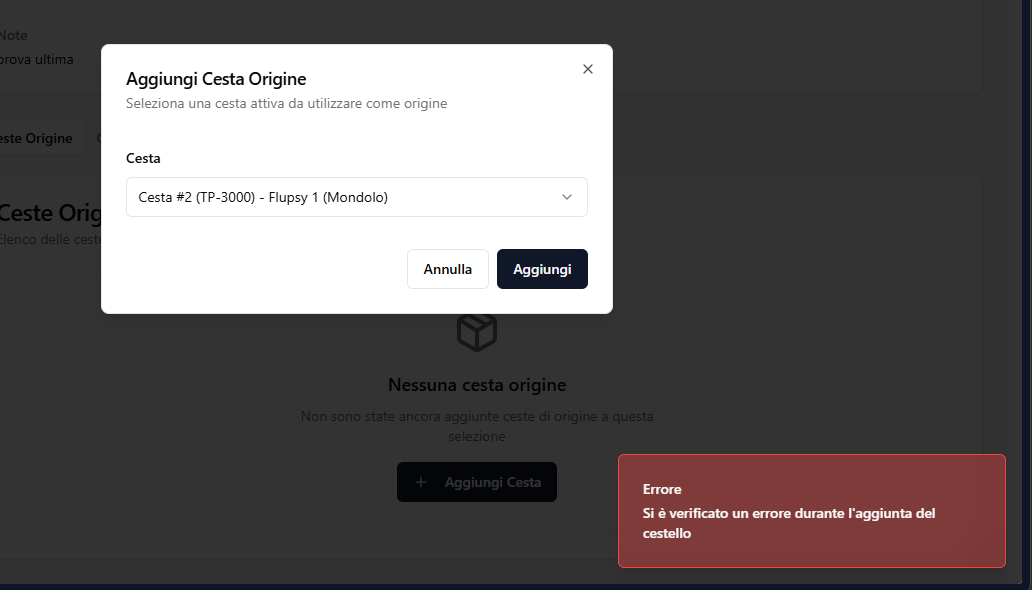 Note
prova ultima
Aggiungi Cesta Origine
Seleziona una cesta attiva da utilizzare come origine
este Origine
Cesta
Cesta #2 (TP-3000) - Flupsy 1 (Mondolo)
Ceste Orig
Elenco delle ceste
Annulla
Aggiungi
Nessuna cesta origine
Non sono state ancora aggiunte ceste di origine a questa
selezione
Aggiungi Cesta
Errore
Si è verificato un errore durante l'aggiunta del
cestello